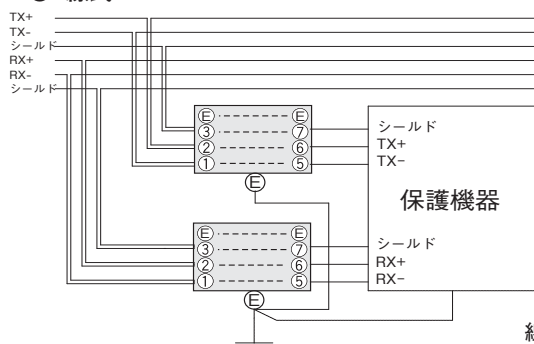 TX+
TX-
シールド
RX+
RX-
シールド
Ⓔ Ⓔ
③ ⑦
② ⑥
① ⑤
Ⓔ
シールド
TX+
TX-
保護機器
Ⓔ Ⓔ
③ ⑦
② ⑥
① ⑤
Ⓔ
シールド
RX+
RX-